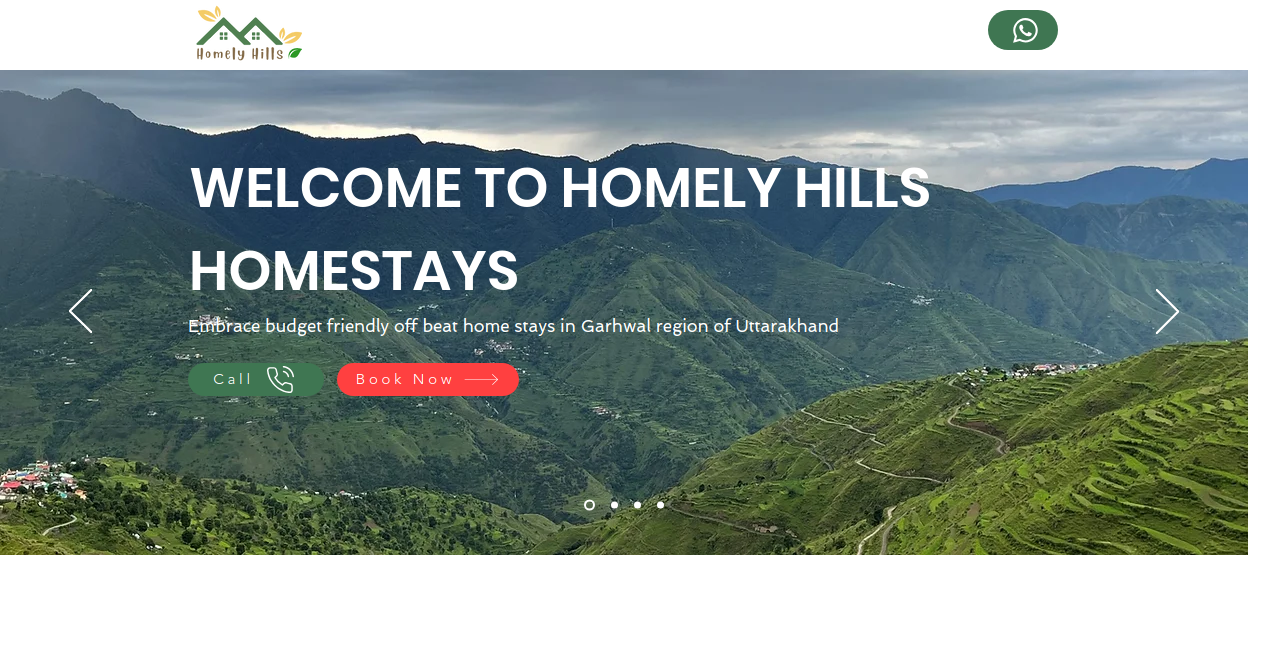 Homely Hills
WELCOME TO HOMELY HILLS
HOMESTAYS
Embrace budget friendly off beat home stays in Garhwal region of Uttarakhand
Call
Book Now